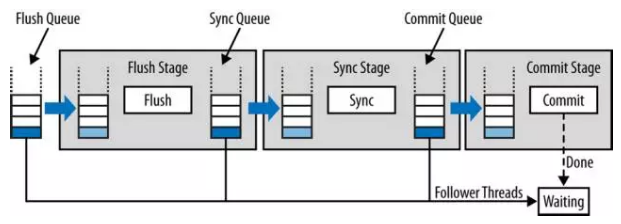 Flush Queue
Sync Queue
Commit Queue
Flush Stage
Sync Stage
Commit Stage
Flush
Sync
Commit
Done
Follower Threads
Waiting